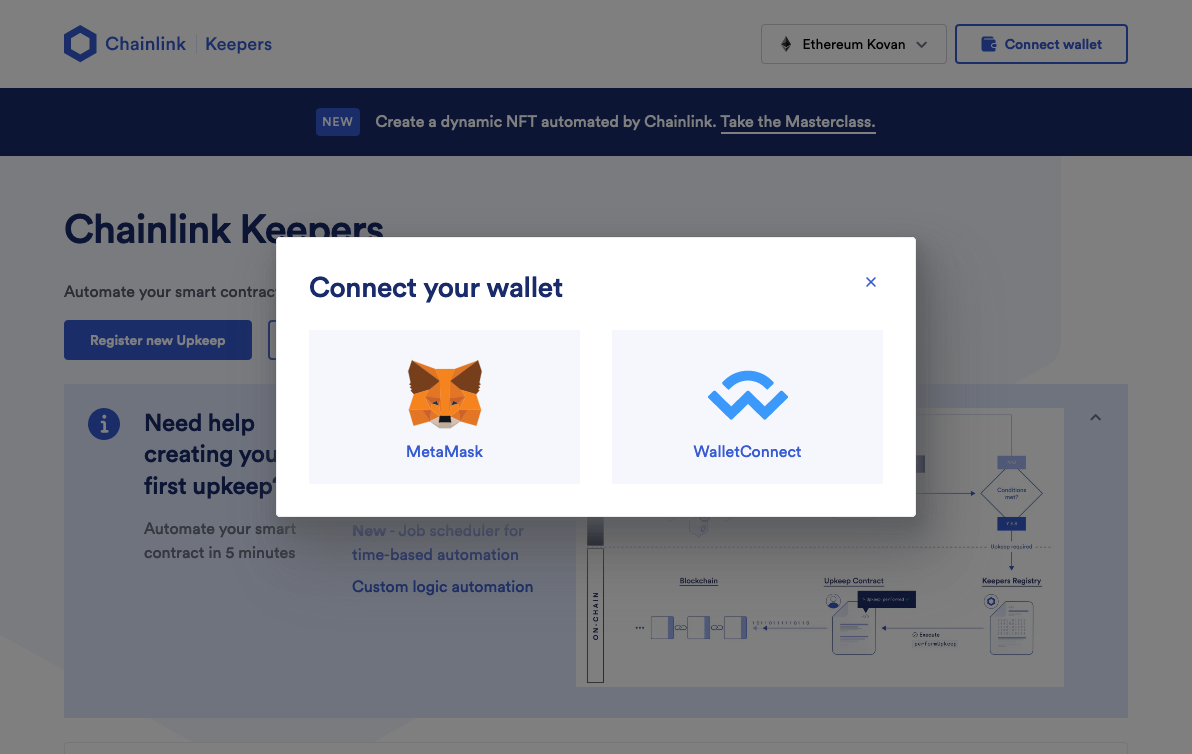 Chainlink Keepers
Ethereum Kovan
Connect wallet
NEW Create a dynamic NFT automated by Chainlink. Take the Masterclass.
Chainlink Keepers
Automate your smart contrac
Register new Upkeep
Connect your wallet
MetaMask
WalletConnect
Need help
creating you
first upkeep?
Automate your smart
contract in 5 minutes
New - Job scheduler for
time-based automation
Custom logic automation
Conditions
met?
YES
Upkeep required
ON-CHAIN
Blockchain
Upkeep Contract
Keepers Registry
Upkeep performed
Execute
performUpkeep